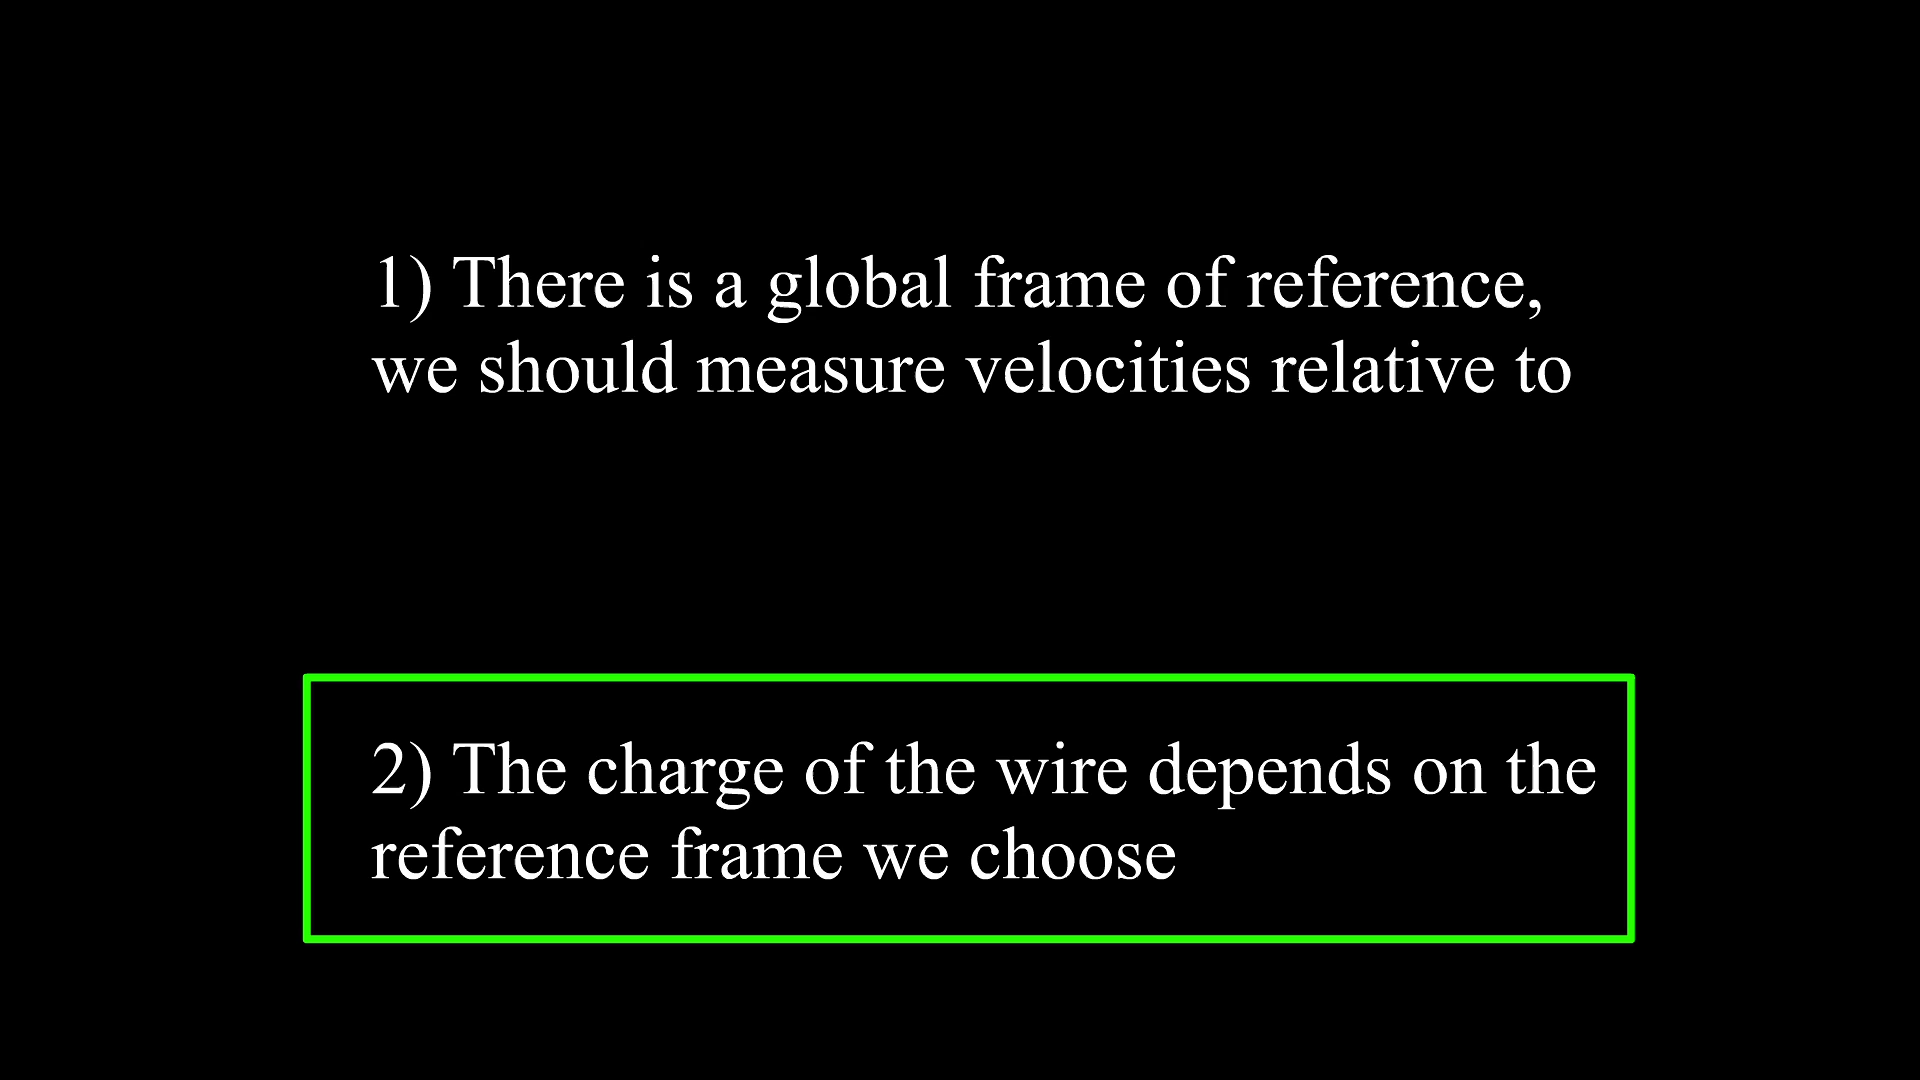 1) There is a global frame of reference,
we should measure velocities relative to
2) The charge of the wire depends on the
reference frame we choose